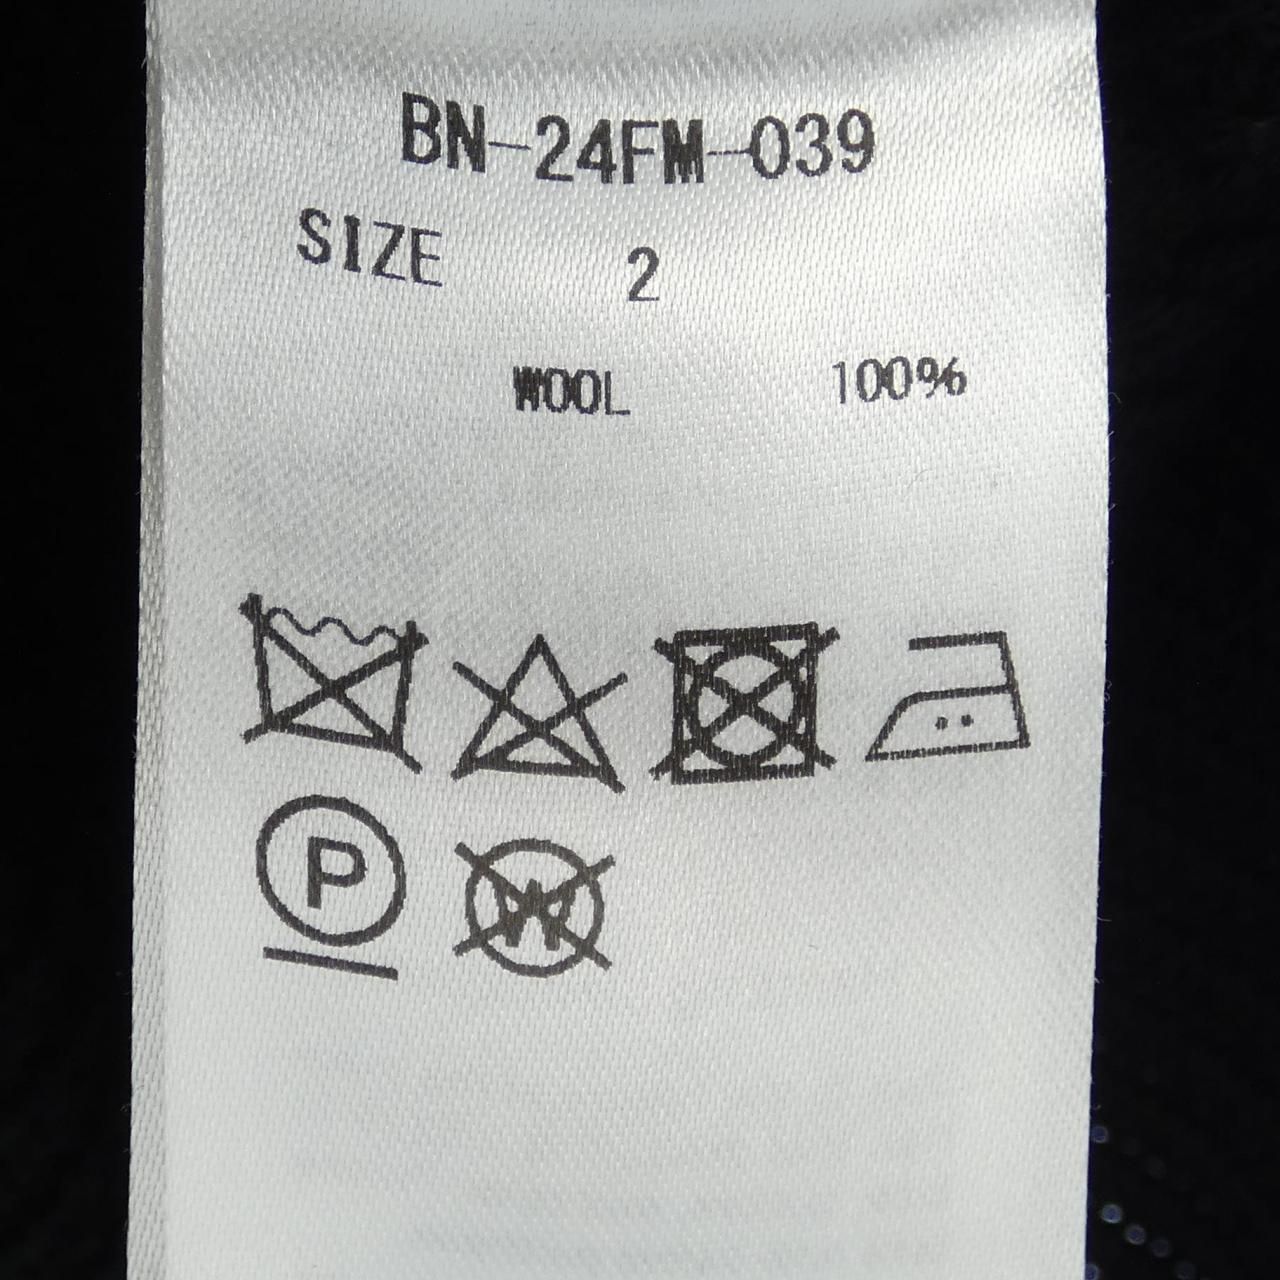 BN-24FM-039
SIZE 2
WOOL 100%
P W